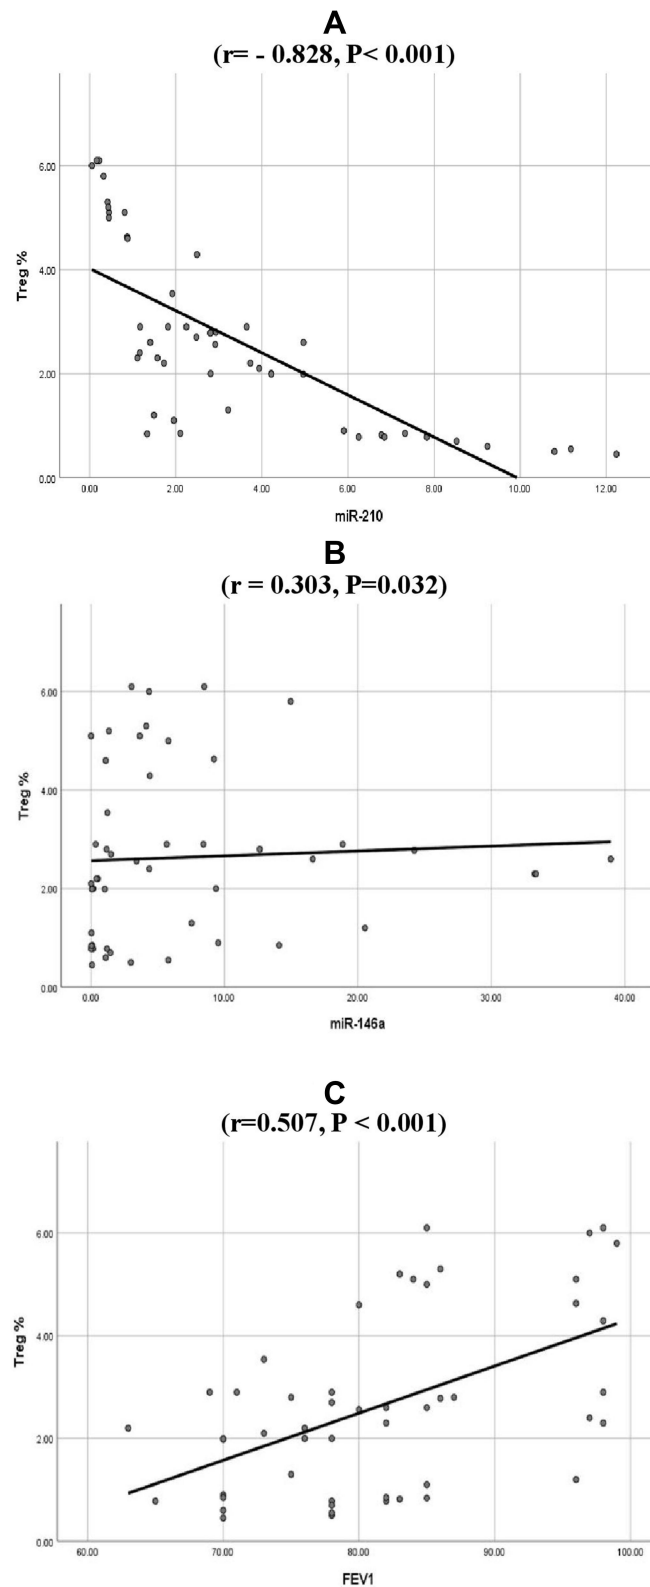 A
(r= - 0.828, P< 0.001)
6.00
4.00
2.00
0.00
Treg %
0.00 2.00 4.00 6.00 8.00 10.00 12.00
miR-210
B
(r = 0.303, P=0.032)
6.00
4.00
2.00
0.00
Treg %
0.00 10.00 20.00 30.00 40.00
miR-146a
C
(r=0.507, P < 0.001)
6.00
4.00
2.00
0.00
Treg %
60.00 70.00 80.00 90.00 100.00
FEV1